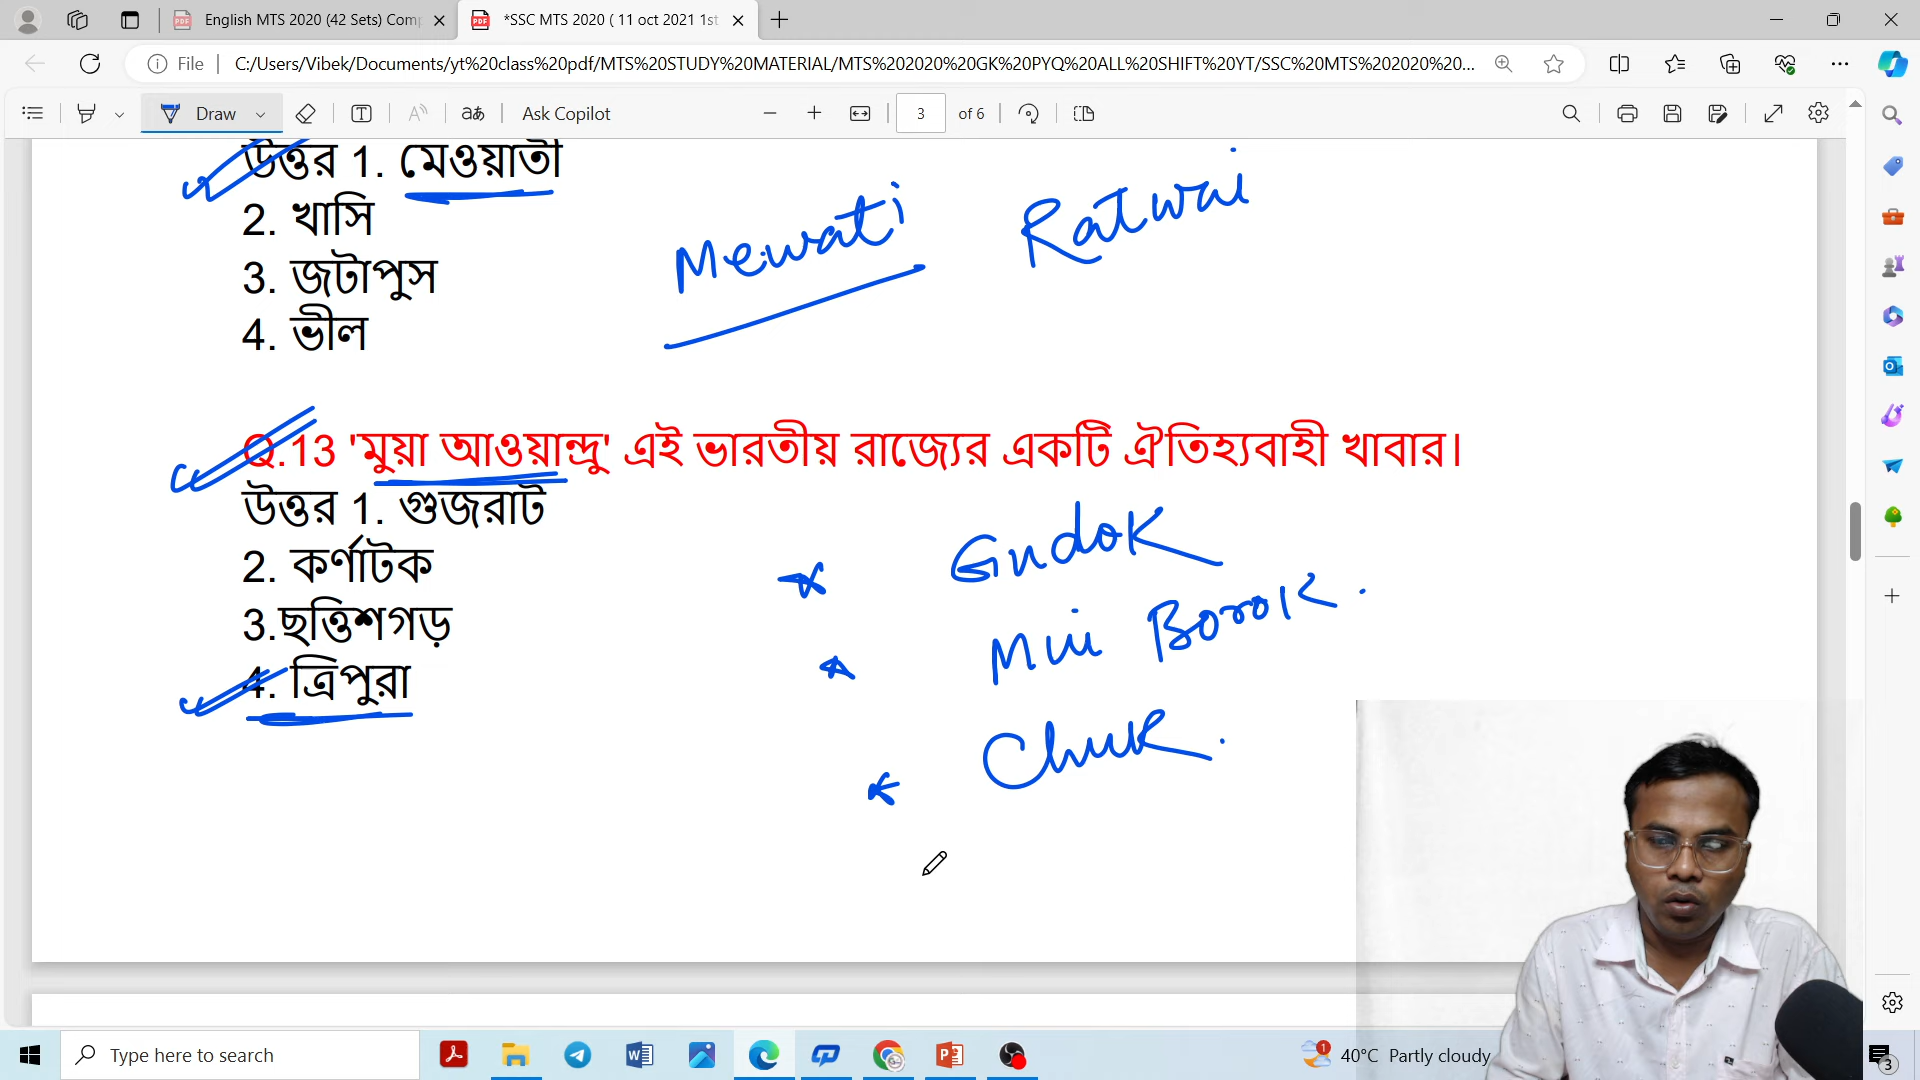 English MTS 2020 (42 Sets) Comp
*SSC MTS 2020 ( 11 oct 2021 1st
File
C:/Users/Vibek/Documents/yt%20class%20pdf/MTS%20STUDY%20MATERIAL/MTS%202020%20GK%20PYQ%20ALL%20SHIFT%20YT/SSC%20MTS%202020%20...
Draw
aあ
Ask Copilot
3 of 6
উত্তর 1. মেওয়াতী
2. খাসি
3. জটাপুস
4. ভীল
Mewati
Ratwai
Q.13 'মুয়া আওয়ান্দ্রু' এই ভারতীয় রাজ্যের একটি ঐতিহ্যবাহী খাবার।
উত্তর 1. গুজরাট
2. কর্ণাটক
3.ছত্তিশগড়
4. ত্রিপুরা
Gudok
Mui Borok.
Chuk.
Type here to search
1
40°C Partly cloudy
3